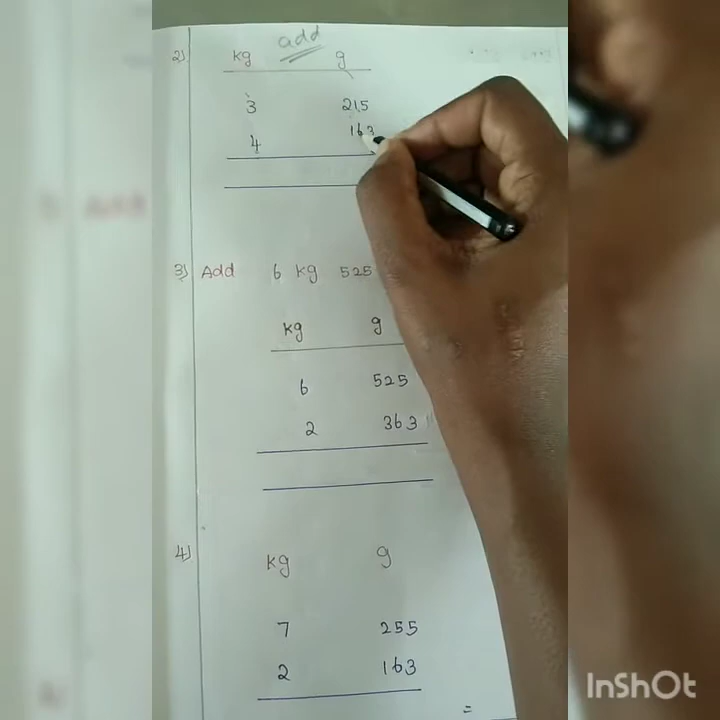 add
2) kg g
3 215
4 163
3) Add 6 kg 525
kg g
6 525
2 363
4) kg g
7 255
2 163
=
InShOt